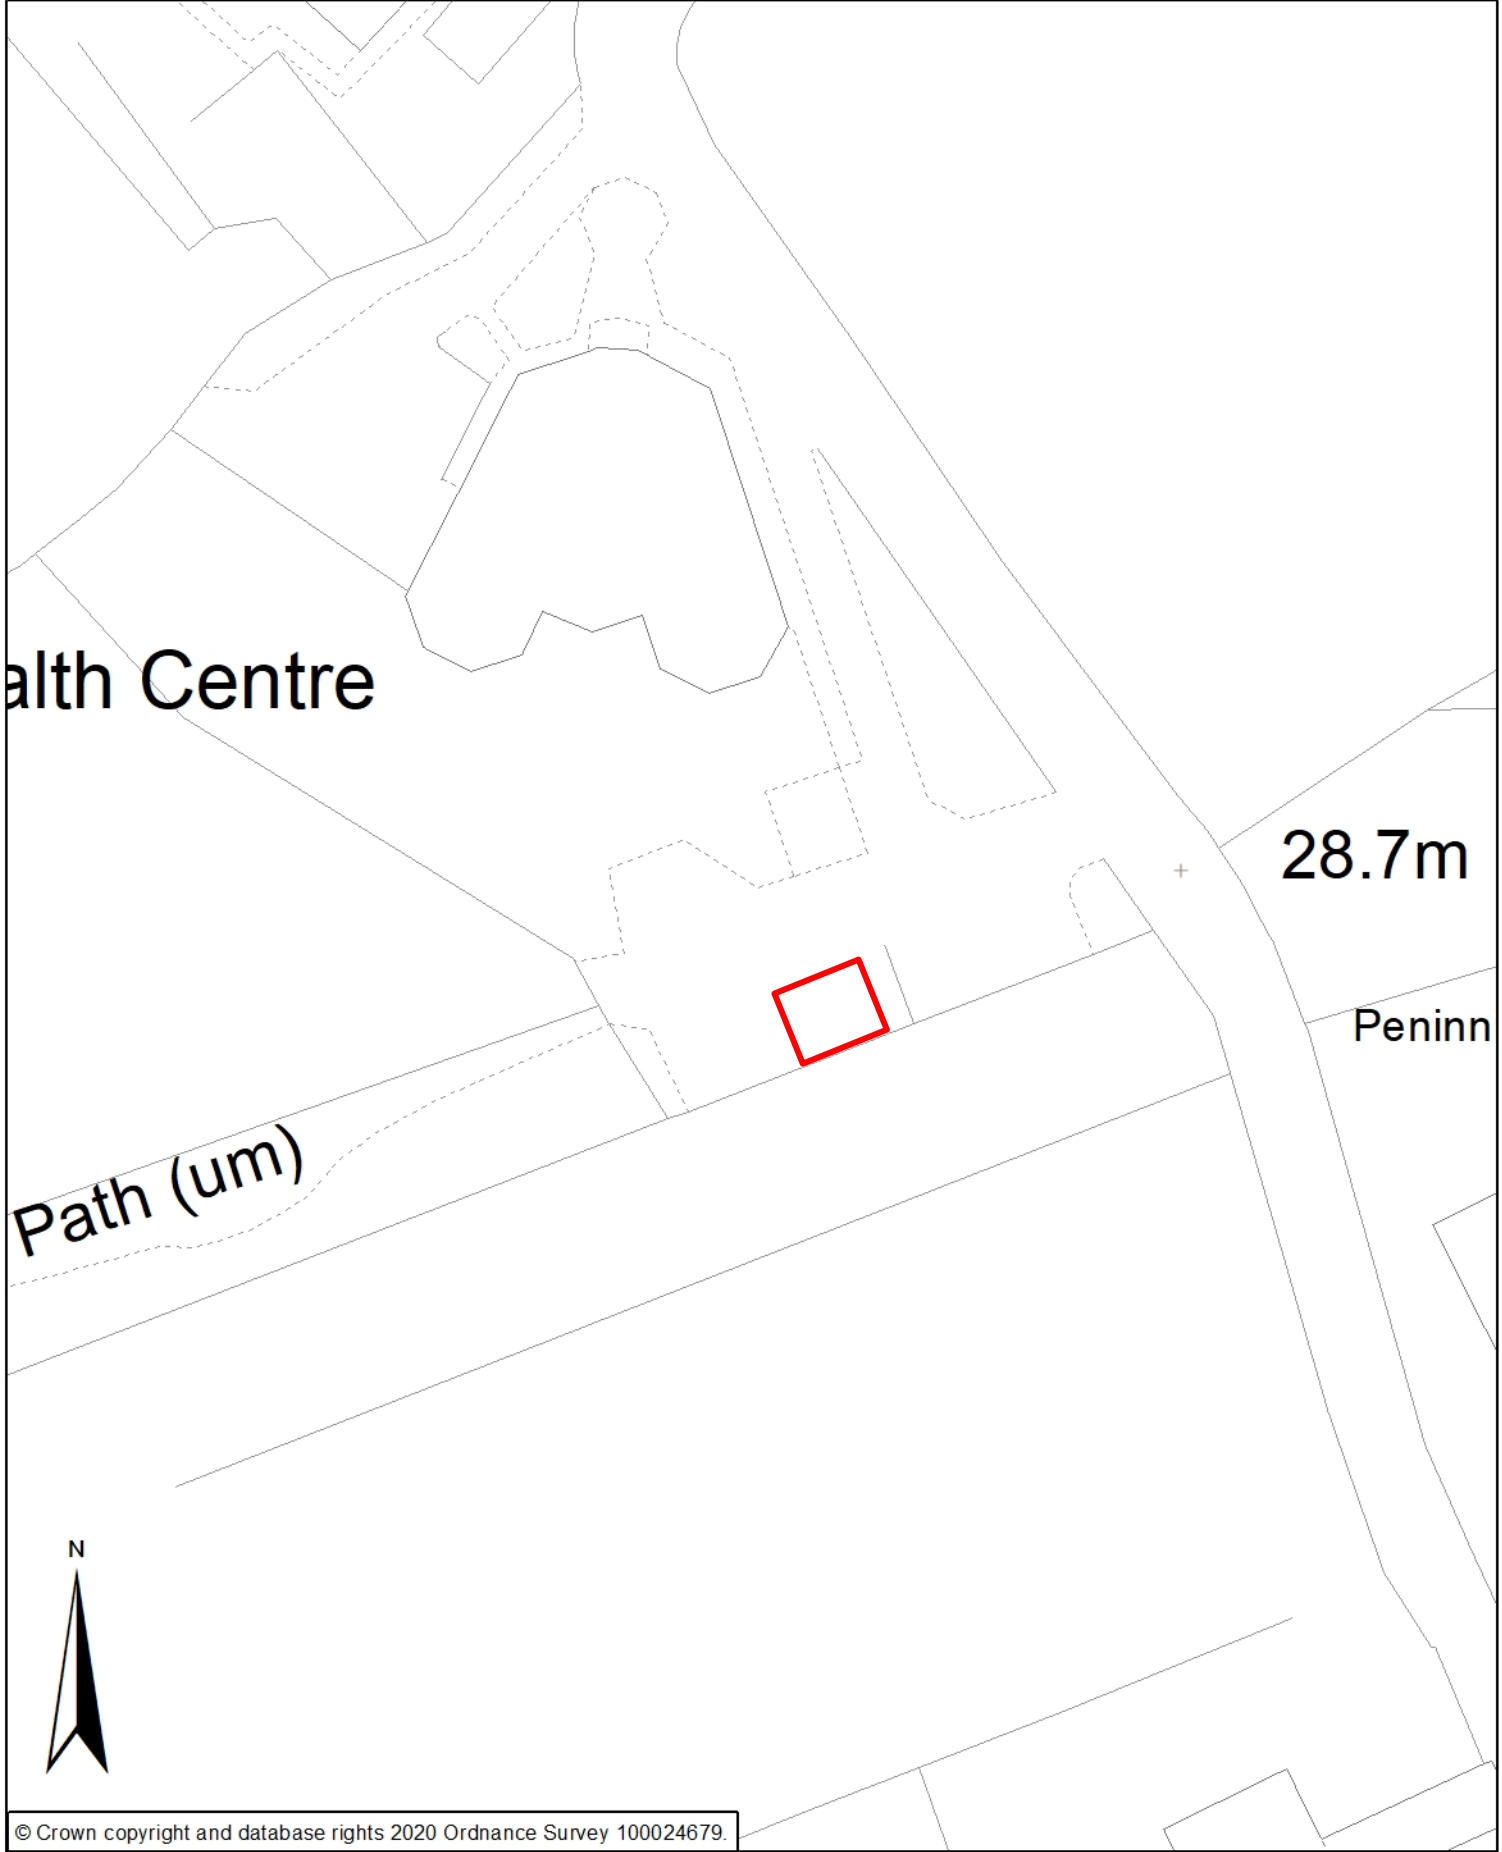 alth Centre
28.7m
Peninn
Path (um)
N
© Crown copyright and database rights 2020 Ordnance Survey 100024679.